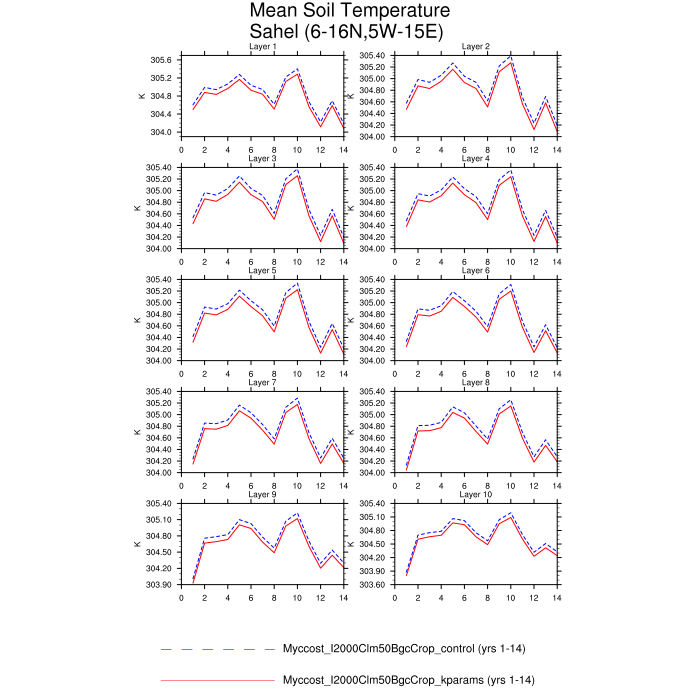 Mean Soil Temperature
Sahel (6-16N,5W-15E)
Layer 1
Layer 2
305.6
305.2
304.8
304.4
304.0
K
0 2 4 6 8 10 12 14
305.40
305.20
305.00
304.80
304.60
304.40
304.20
304.00
K
0 2 4 6 8 10 12 14
Layer 3
Layer 4
305.40
305.20
305.00
304.80
304.60
304.40
304.20
304.00
K
0 2 4 6 8 10 12 14
305.40
305.20
305.00
304.80
304.60
304.40
304.20
304.00
K
0 2 4 6 8 10 12 14
Layer 5
Layer 6
305.40
305.20
305.00
304.80
304.60
304.40
304.20
304.00
K
0 2 4 6 8 10 12 14
305.40
305.20
305.00
304.80
304.60
304.40
304.20
304.00
K
0 2 4 6 8 10 12 14
Layer 7
Layer 8
305.40
305.20
305.00
304.80
304.60
304.40
304.20
304.00
K
0 2 4 6 8 10 12 14
305.40
305.20
305.00
304.80
304.60
304.40
304.20
304.00
K
0 2 4 6 8 10 12 14
Layer 9
Layer 10
305.40
305.10
304.80
304.50
304.20
303.90
K
0 2 4 6 8 10 12 14
305.40
305.10
304.80
304.50
304.20
303.90
303.60
K
0 2 4 6 8 10 12 14
Myccost_I2000Clm50BgcCrop_control (yrs 1-14)
Myccost_I2000Clm50BgcCrop_kparams (yrs 1-14)